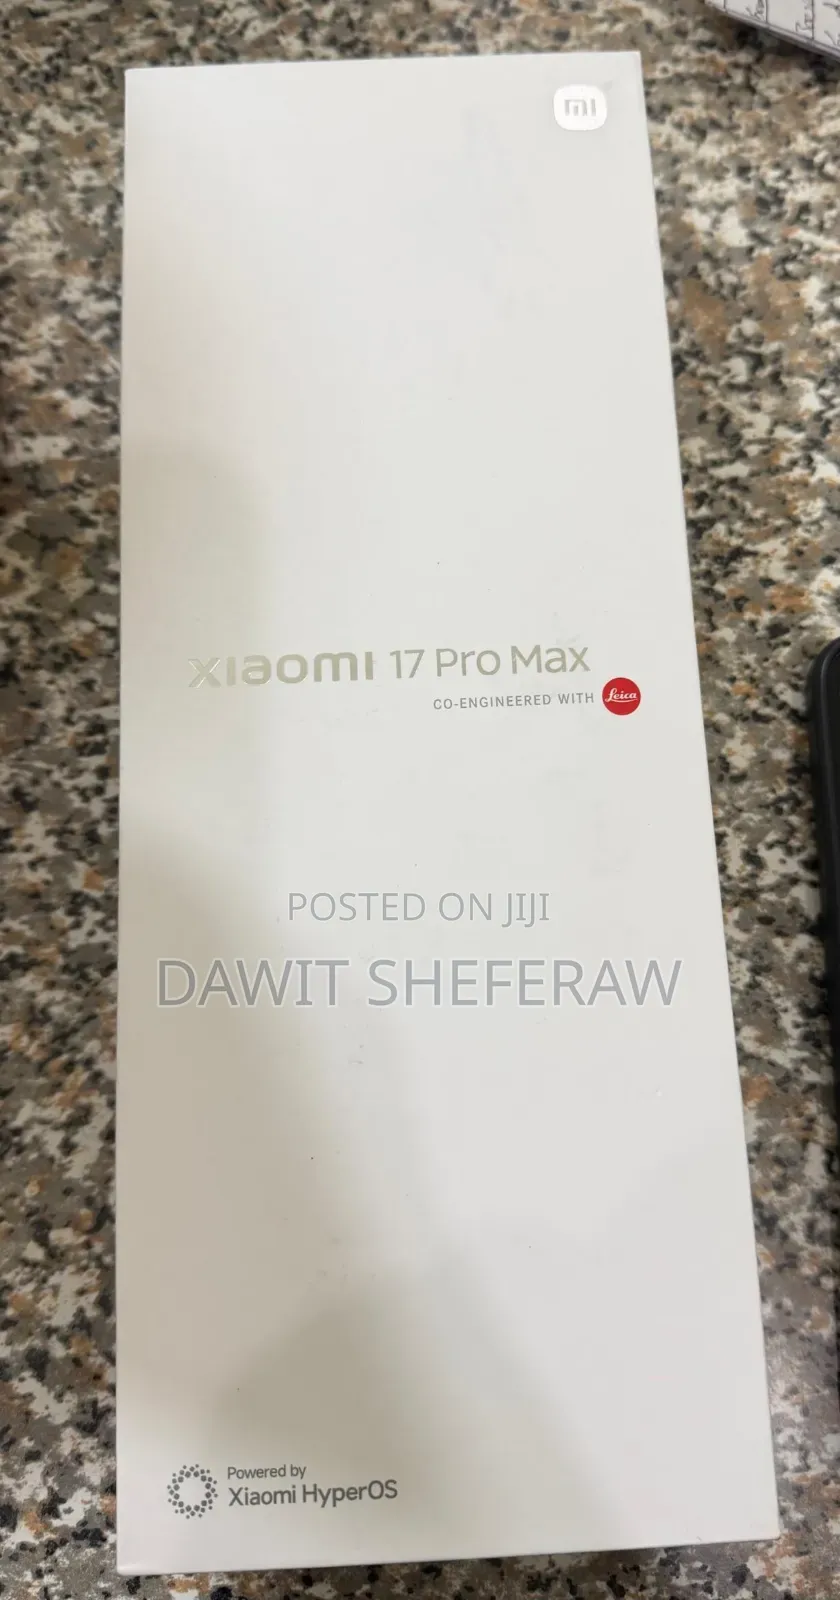 mi
xiaomi 17 Pro Max
CO-ENGINEERED WITH Leica
POSTED ON JIJI
DAWIT SHEFERAW
Powered by
Xiaomi HyperOS